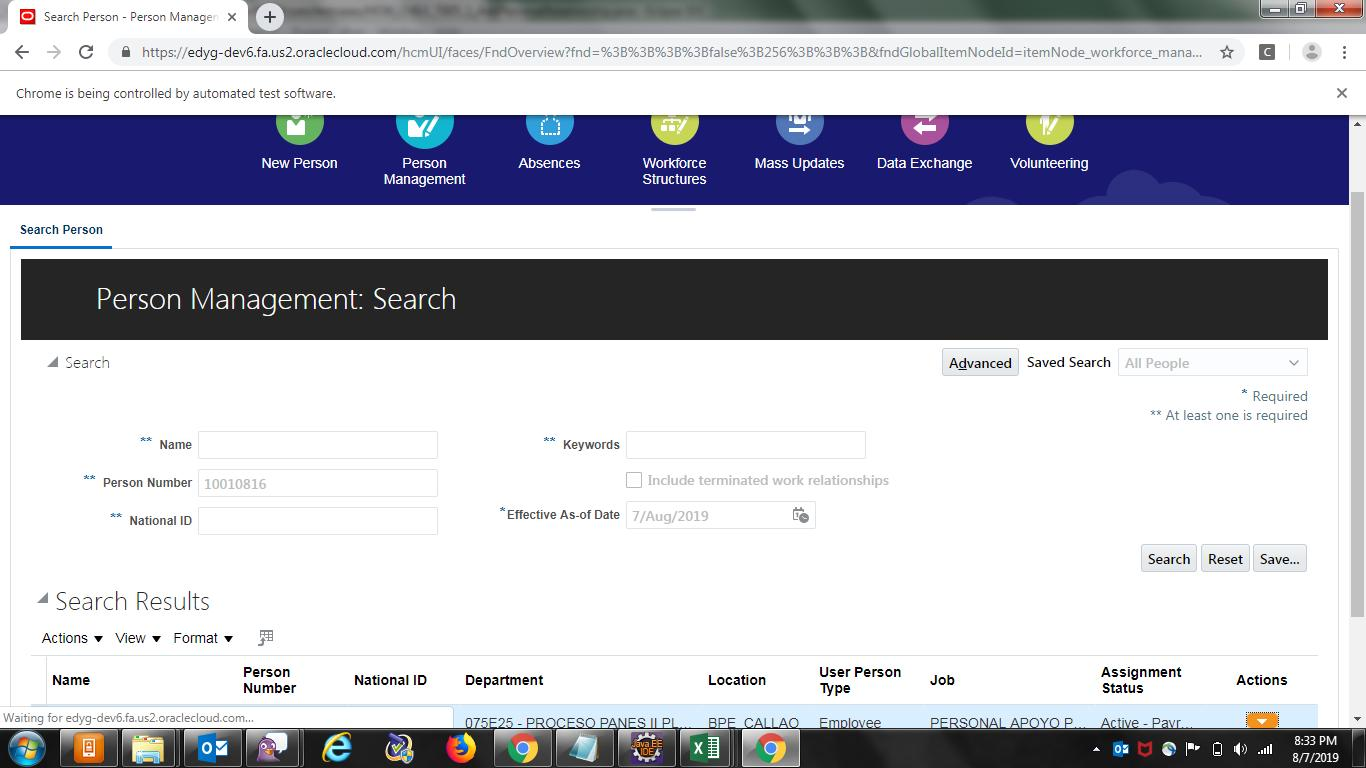 Search Person - Person Managen
https://edyg-dev6.fa.us2.oraclecloud.com/hcmUI/faces/FndOverview?fnd=%3B%3B%3B%3Bfalse%3B256%3B%3B%3B&fndGlobalItemNodeId=itemNode_workforce_mana...
C
Chrome is being controlled by automated test software.
New Person
Person Management
Absences
Workforce Structures
Mass Updates
Data Exchange
Volunteering
Search Person
Person Management: Search
Search
Advanced
Saved Search
All People
* Required
** At least one is required
** Name
** Keywords
** Person Number 10010816
Include terminated work relationships
** National ID
*Effective As-of Date 7/Aug/2019
Search Reset Save...
Search Results
Actions View Format
Name
Person Number
National ID
Department
Location
User Person Type
Job
Assignment Status
Actions
Waiting for edyg-dev6.fa.us2.oraclecloud.com...
075E25 - PROCESO PANES II PL...
BPE_CALLAO
Employee
PERSONAL APOYO P...
Active - Payr...
Java EE
IDE
8:33 PM
8/7/2019